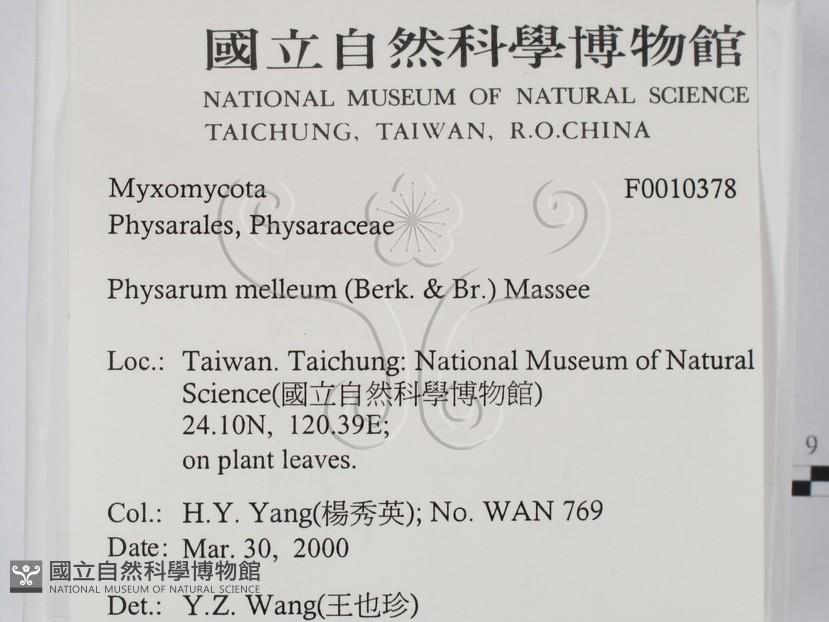 國立自然科學博物館
NATIONAL MUSEUM OF NATURAL SCIENCE
TAICHUNG, TAIWAN, R.O.CHINA
Myxomycota F0010378
Physarales, Physaraceae
Physarum melleum (Berk. & Br.) Massee
Loc.: Taiwan. Taichung: National Museum of Natural
Science(國立自然科學博物館)
24.10N, 120.39E;
on plant leaves.
Col.: H.Y. Yang(楊秀英); No. WAN 769
Date: Mar. 30, 2000
Det.: Y.Z. Wang(王也珍)
9
國立自然科學博物館
NATIONAL MUSEUM OF NATURAL SCIENCE